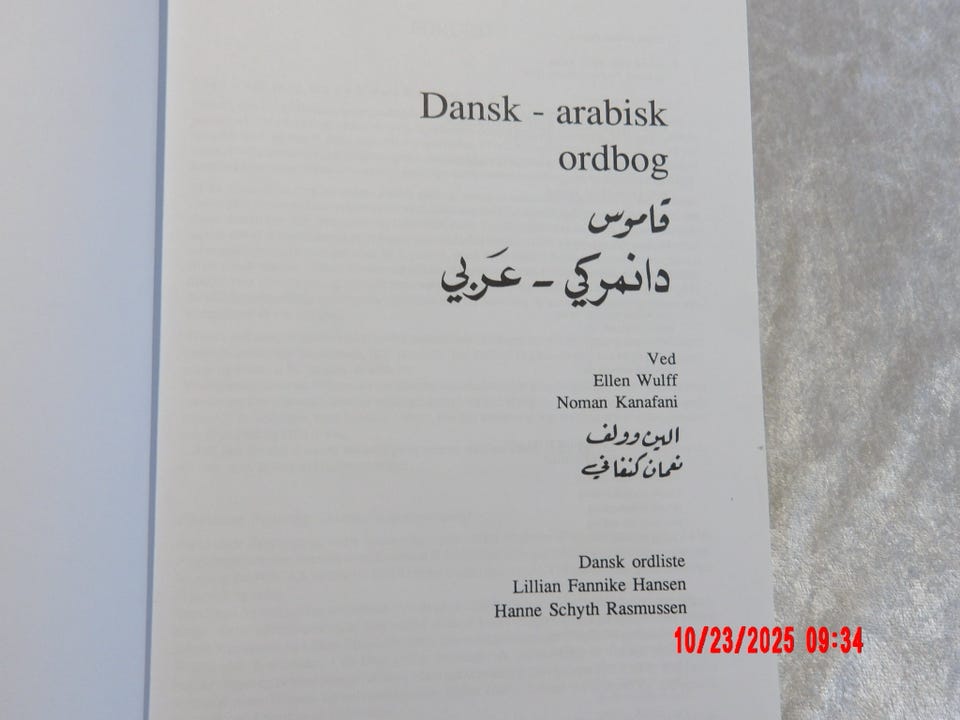 Dansk - arabisk
ordbog
قاموس
دانمركي - عَربي
Ved
Ellen Wulff
Noman Kanafani
الين وولف
نعمان كنفاني
Dansk ordliste
Lillian Fannike Hansen
Hanne Schyth Rasmussen
10/23/2025 09:34